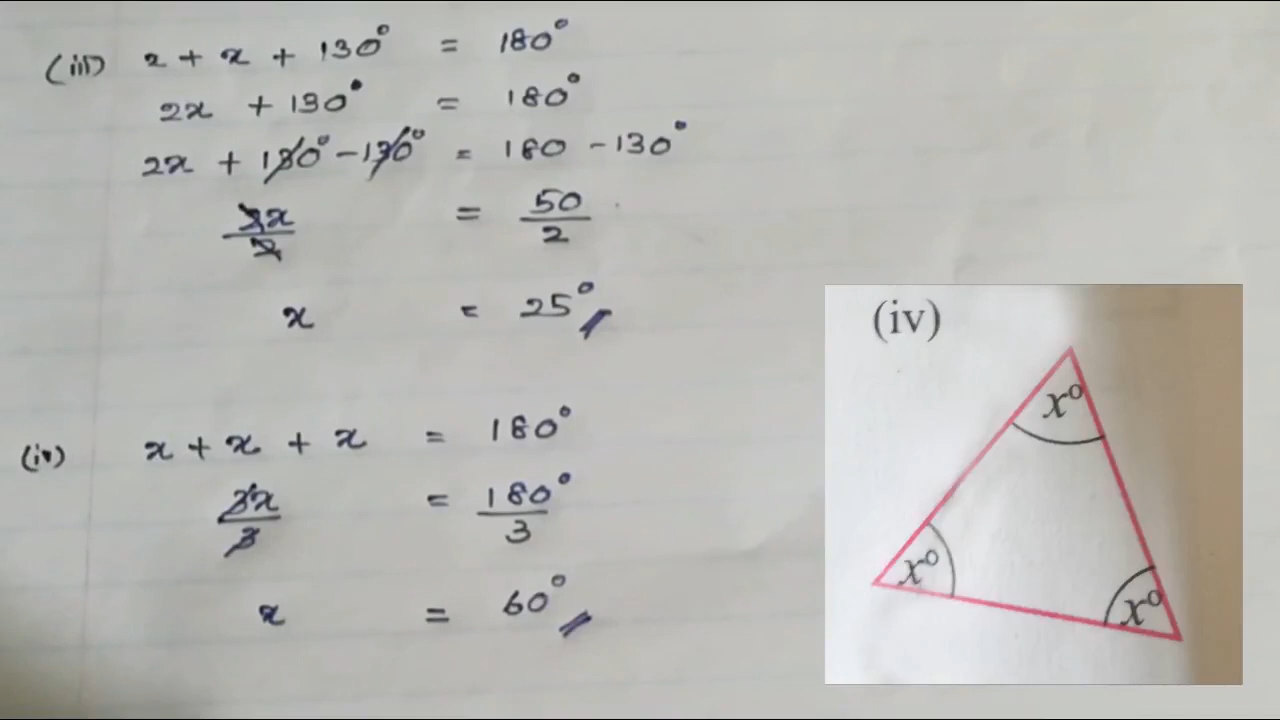 (iii) x + x + 130° = 180°
2x + 130° = 180°
2x + 130° - 130° = 180 - 130°
2x/2 = 50/2
x = 25°
(iv) x + x + x = 180°
3x/3 = 180°/3
x = 60°
(iv)
x°
x°
x°